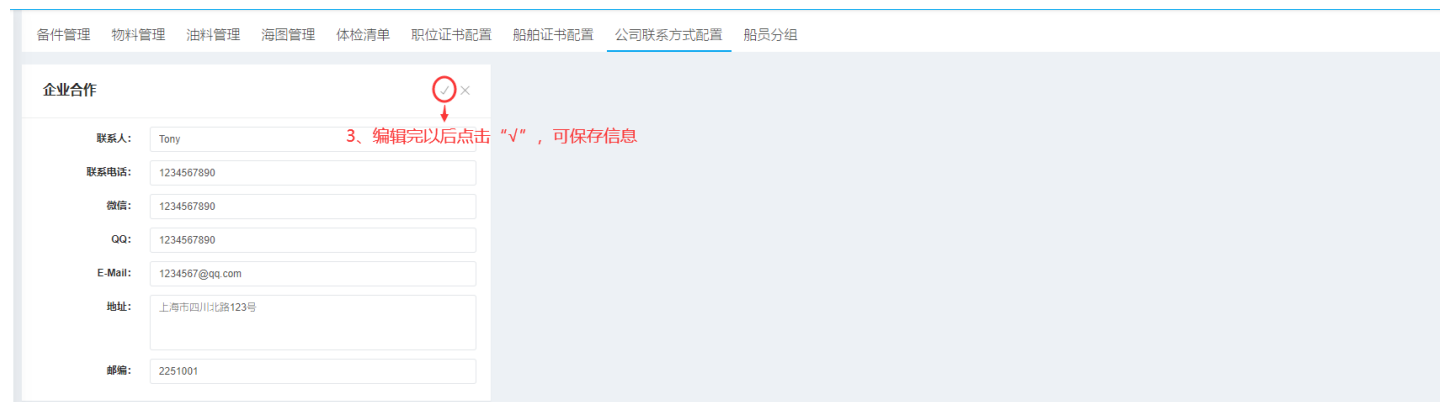 备件管理 物料管理 油料管理 海图管理 体检清单 职位证书配置 船舶证书配置 公司联系方式配置 船员分组
企业合作
3、编辑完以后点击“√”，可保存信息
联系人： Tony
联系电话： 1234567890
微信： 1234567890
QQ： 1234567890
E-Mail： 1234567@qq.com
地址： 上海市四川北路123号
邮编： 2251001